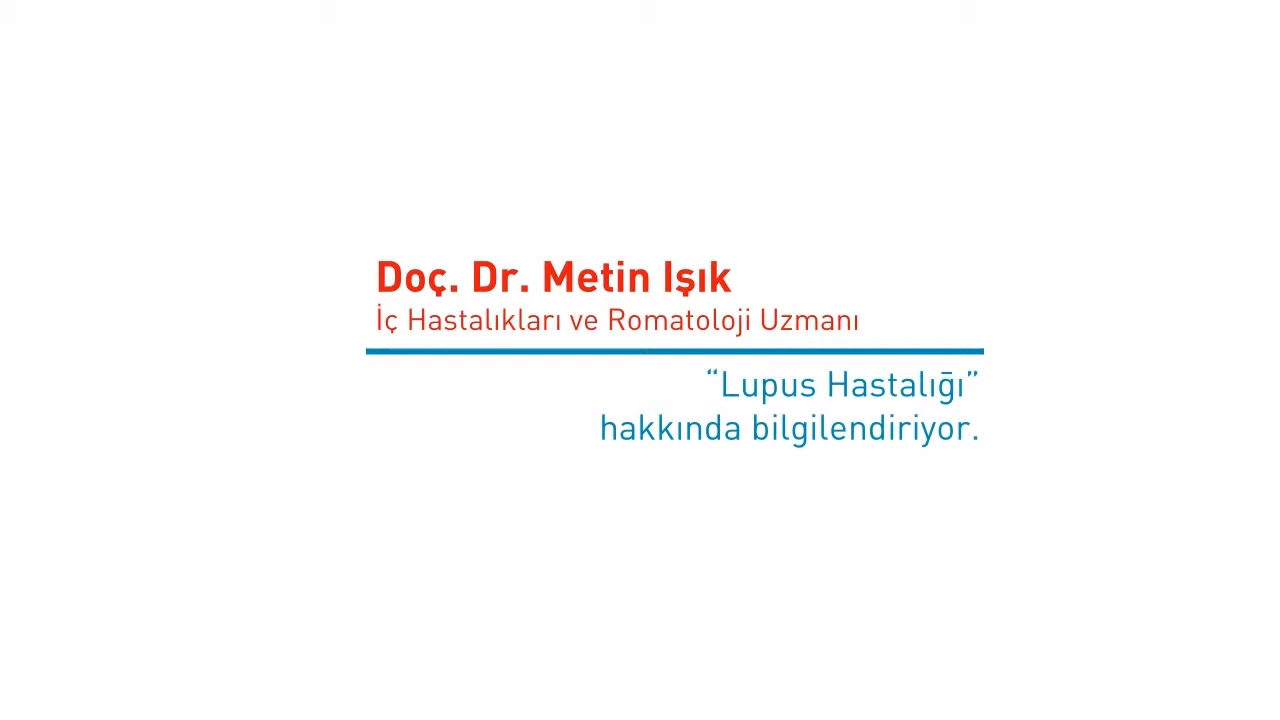 Doç. Dr. Metin Işık
İç Hastalıkları ve Romatoloji Uzmanı
“Lupus Hastalığı”
hakkında bilgilendiriyor.